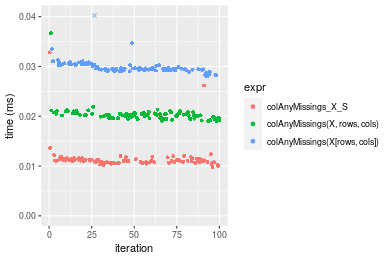 0.04
0.03
0.02
0.01
0.00
time (ms)
0
25
50
75
100
iteration
expr
colAnyMissings_X_S
colAnyMissings(X, rows, cols)
colAnyMissings(X[rows, cols])